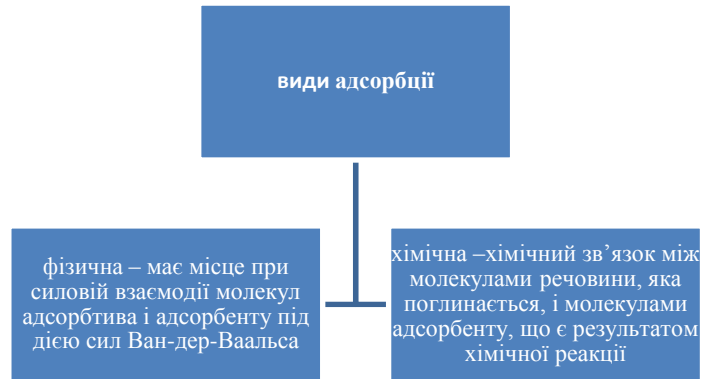 види адсорбції
фізична – має місце при
силовій взаємодії молекул
адсорбтива і адсорбенту під
дією сил Ван-дер-Ваальса
хімічна –хімічний зв’язок між
молекулами речовини, яка
поглинається, і молекулами
адсорбенту, що є результатом
хімічної реакції